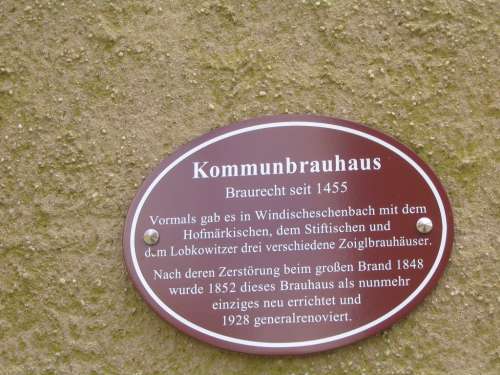 Kommunbrauhaus
Braurecht seit 1455
Vormals gab es in Windischeschenbach mit dem
Hofmärkischen, dem Stiftischen und
dem Lobkowitzer drei verschiedene Zoiglbrauhäuser.
Nach deren Zerstörung beim großen Brand 1848
wurde 1852 dieses Brauhaus als nunmehr
einziges neu errichtet und
1928 generalrenoviert.